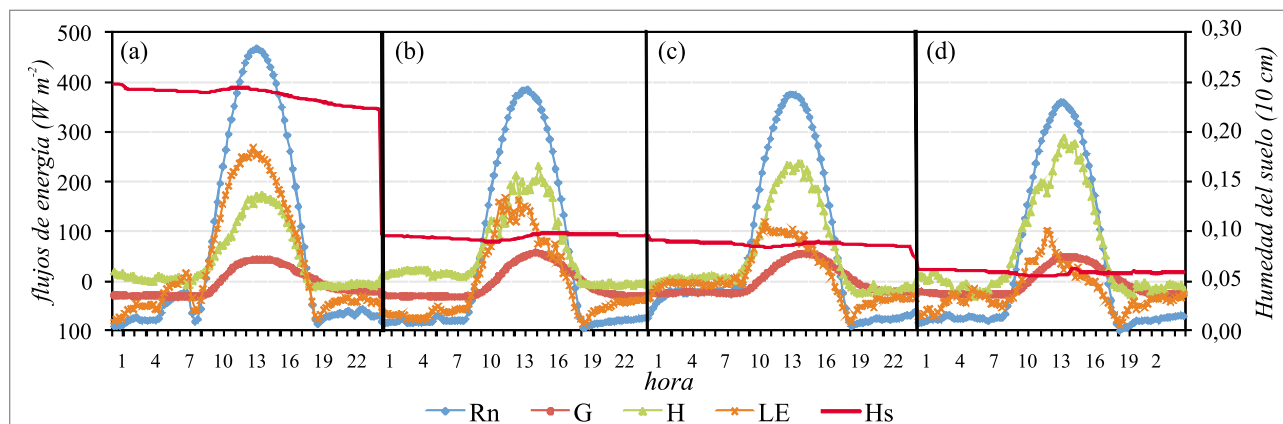 flujos de energía (W m-2)
500
400
300
200
100
0
100
(a)
(b)
(c)
(d)
0,30
0,25
0,20
0,15
0,10
0,05
0,00
Humedad del suelo (10 cm)
1 4 7 10 13 16 19 22 1 4 7 10 13 16 19 22 1 4 7 10 13 16 19 22 1 4 7 10 13 16 19 2
hora
Rn G H LE Hs